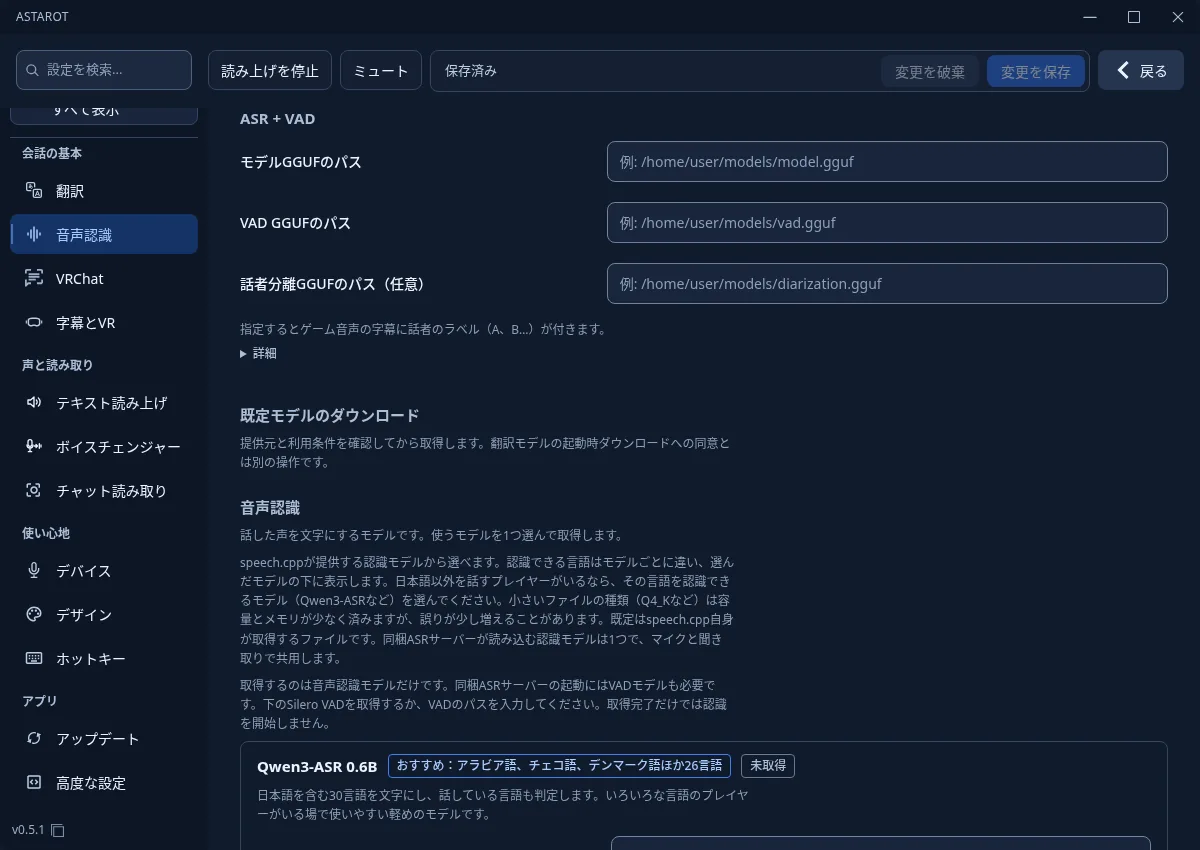 ASTAROT
設定を検索...
読み上げを停止
ミュート
保存済み
変更を破棄
変更を保存
戻る
すべて表示
会話の基本
翻訳
音声認識
VRChat
字幕とVR
声と読み取り
テキスト読み上げ
ボイスチェンジャー
チャット読み取り
使い心地
デバイス
デザイン
ホットキー
アプリ
アップデート
高度な設定
v0.5.1
ASR + VAD
モデルGGUFのパス
例: /home/user/models/model.gguf
VAD GGUFのパス
例: /home/user/models/vad.gguf
話者分離GGUFのパス（任意）
例: /home/user/models/diarization.gguf
指定するとゲーム音声の字幕に話者のラベル（A、B…）が付きます。
詳細
既定モデルのダウンロード
提供元と利用条件を確認してから取得します。翻訳モデルの起動時ダウンロードへの同意と
は別の操作です。
音声認識
話した声を文字にするモデルです。使うモデルを1つ選んで取得します。
speech.cppが提供する認識モデルから選べます。認識できる言語はモデルごとに違い、選ん
だモデルの下に表示します。日本語以外を話すプレイヤーがいるなら、その言語を認識でき
るモデル（Qwen3-ASRなど）を選んでください。小さいファイルの種類（Q4_Kなど）は容
量とメモリが少なく済みますが、誤りが少し増えることがあります。既定はspeech.cpp自身
が取得するファイルです。同梱ASRサーバーが読み込む認識モデルは1つで、マイクと聞き
取りで共用します。
取得するのは音声認識モデルだけです。同梱ASRサーバーの起動にはVADモデルも必要で
す。下のSilero VADを取得するか、VADのパスを入力してください。取得完了だけでは認識
を開始しません。
Qwen3-ASR 0.6B
おすすめ：アラビア語、チェコ語、デンマーク語ほか26言語
未取得
日本語を含む30言語を文字にし、話している言語も判定します。いろいろな言語のプレイヤ
ーがいる場で使いやすい軽めのモデルです。